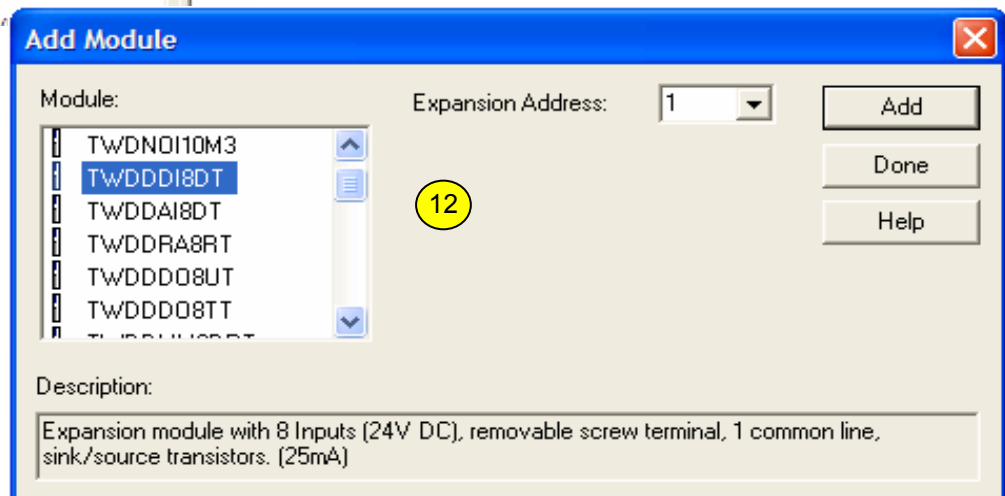 Add Module
Module:
Expansion Address:
1
Add
TWDNOI10M3
TWDDDI8DT
Done
TWDDAI8DT
12
Help
TWDDRA8RT
TWDDDO8UT
TWDDDO8TT
Description:
Expansion module with 8 Inputs (24V DC), removable screw terminal, 1 common line,
sink/source transistors. (25mA)